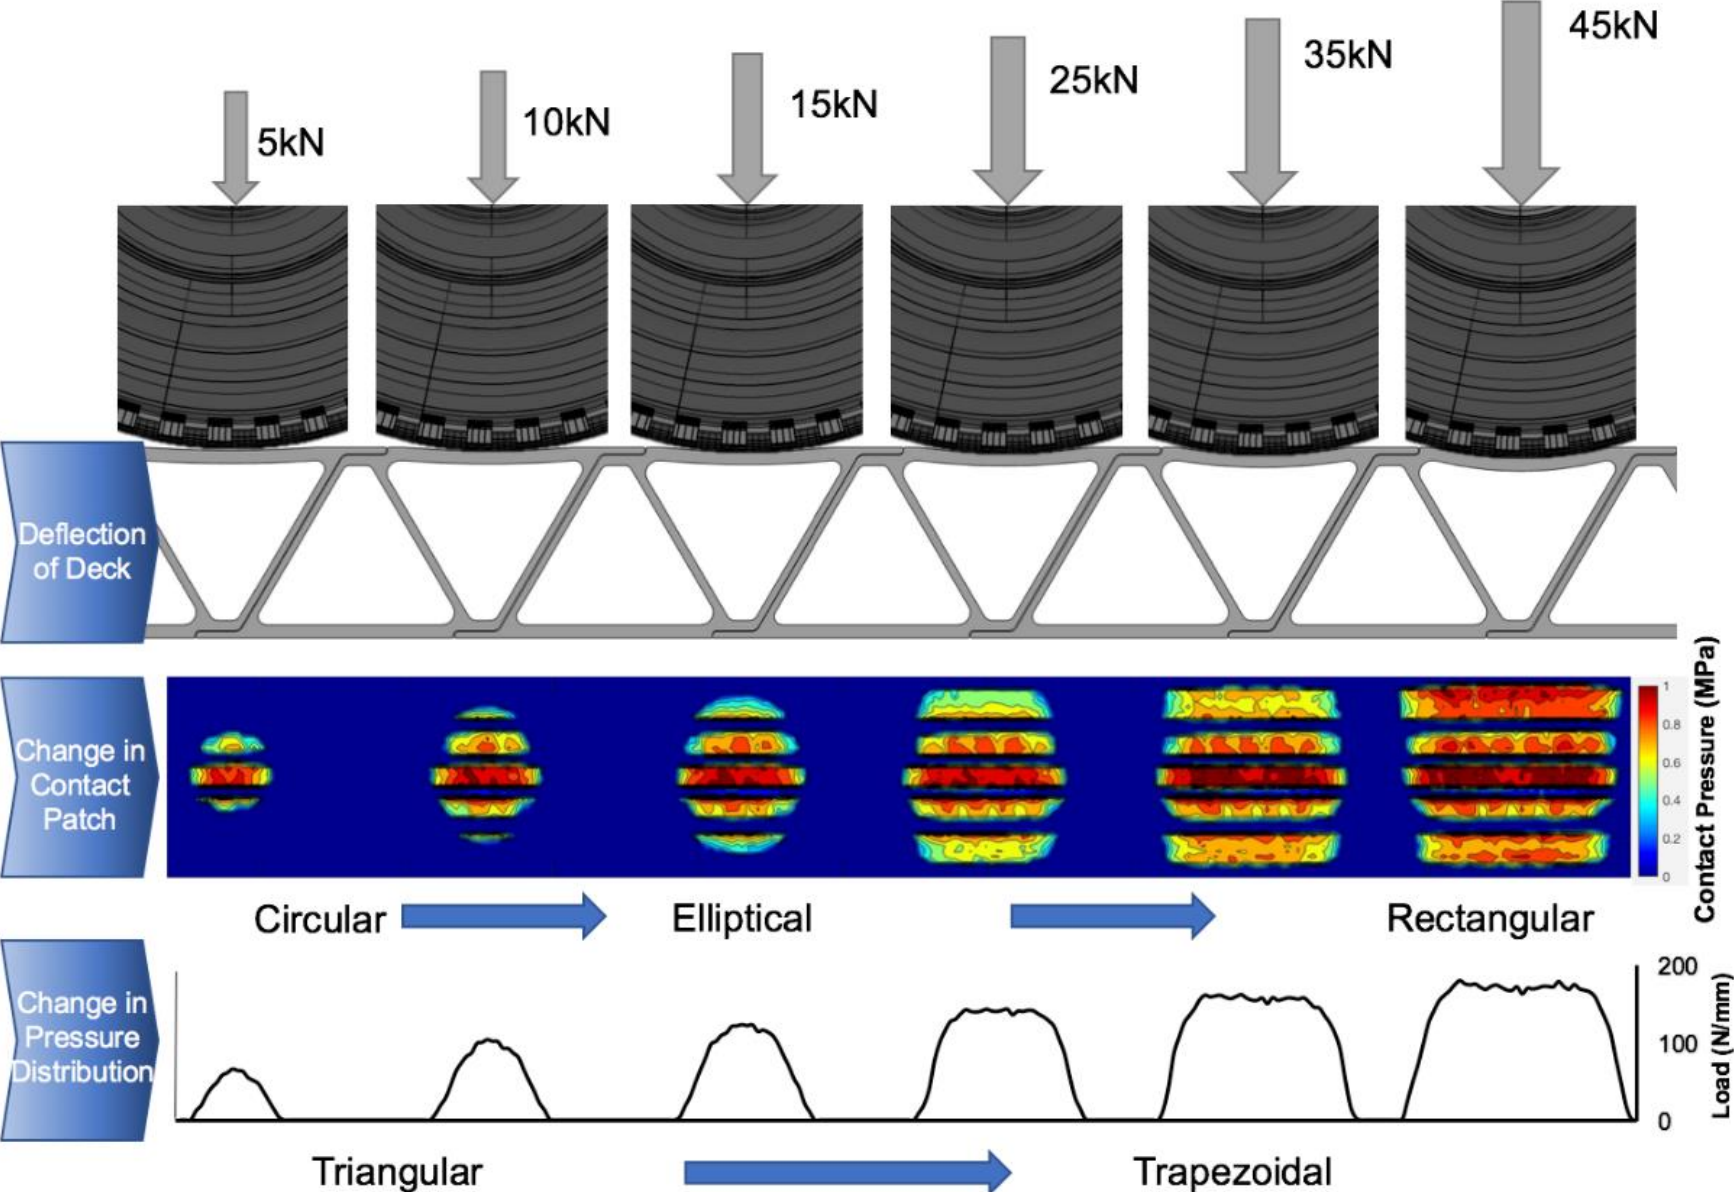 5kN
10kN
15kN
25kN
35kN
45kN
Deflection
of Deck
Change in
Contact
Patch
1
0.8
0.6
0.4
0.2
0
Contact Pressure (MPa)
Circular
Elliptical
Rectangular
Change in
Pressure
Distribution
200
100
0
Load (N/mm)
Triangular
Trapezoidal